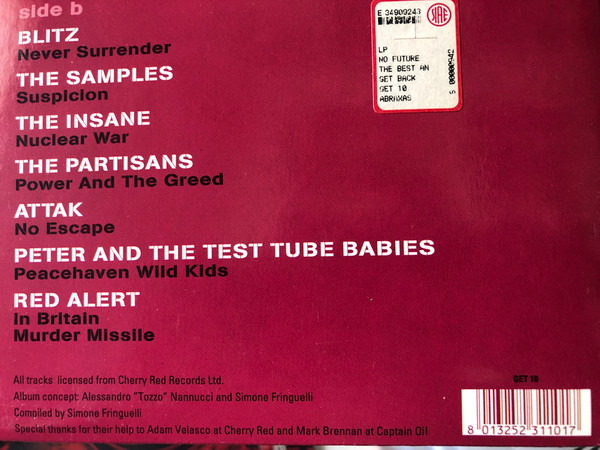 side b
BLITZ
Never Surrender
THE SAMPLES
Suspicion
THE INSANE
Nuclear War
THE PARTISANS
Power And The Greed
ATTAK
No Escape
PETER AND THE TEST TUBE BABIES
Peacehaven Wild Kids
RED ALERT
In Britain
Murder Missile
E 34909243
LP
NO FUTURE
THE BEST AN
GET BACK
GET 10
ABRAXAS
S 00000942
All tracks licensed from Cherry Red Records Ltd.
Album concept: Alessandro "Tozzo" Nannucci and Simone Fringuelli
Compiled by Simone Fringuelli
Special thanks for their help to Adam Velasco at Cherry Red and Mark Brennan at Captain Oi!
GET 10
8 013252 311017